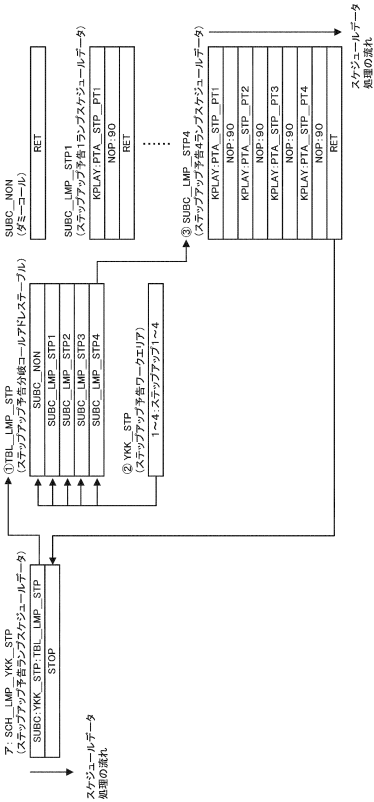 ア：SCH＿LMP＿YKK＿STP
（ステップアップ予告ランプスケジュールデータ）
SUBC：YKK＿STP：TBL＿LMP＿STP
STOP
スケジュールデータ
処理の流れ
①TBL＿LMP＿STP
（ステップアップ予告分岐コールアドレステーブル）
SUBC＿NON
SUBC＿LMP＿STP1
SUBC＿LMP＿STP2
SUBC＿LMP＿STP3
SUBC＿LMP＿STP4
② YKK＿STP
（ステップアップ予告ワークエリア）
1～4：ステップアップ1～4
SUBC＿NON
（ダミーコール）
RET
SUBC＿LMP＿STP1
（ステップアップ予告1ランプスケジュールデータ）
KPLAY：PTA＿STP＿PT1
NOP：90
RET
……
③ SUBC＿LMP＿STP4
（ステップアップ予告4ランプスケジュールデータ）
KPLAY：PTA＿STP＿PT1
NOP：90
KPLAY：PTA＿STP＿PT2
NOP：90
KPLAY：PTA＿STP＿PT3
NOP：90
KPLAY：PTA＿STP＿PT4
NOP：90
RET
スケジュールデータ
処理の流れ